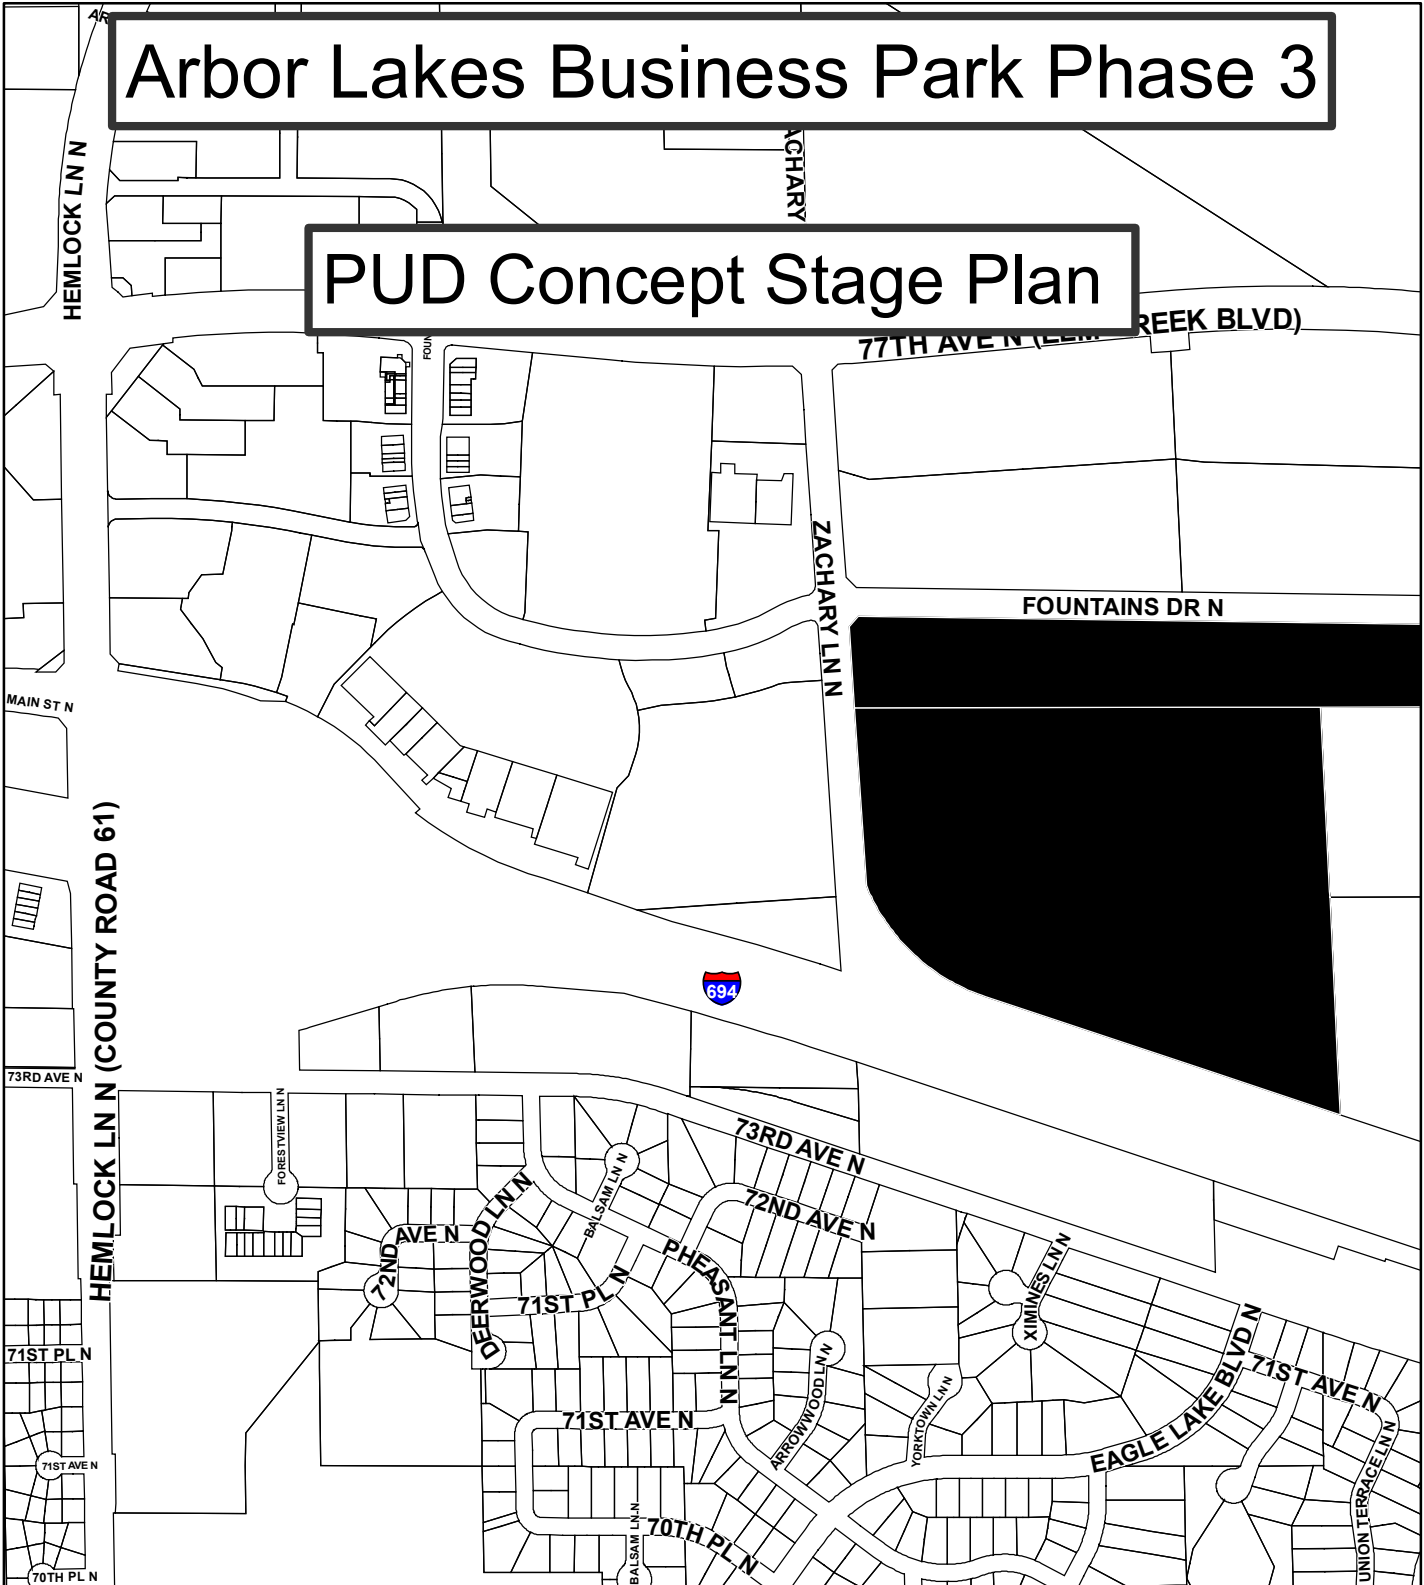 Arbor Lakes Business Park Phase 3
PUD Concept Stage Plan
HEMLOCK LN N
77TH AVE N
REEK BLVD)
ZACHARY LN N
FOUNTAINS DR N
MAIN ST N
HEMLOCK LN N (COUNTY ROAD 61)
694
73RD AVE N
FORESTVIEW LN N
73RD AVE N
BALSAM LN N
72ND AVE N
72ND AVE N
DEERWOOD LN N
PHEASANT LN N
71ST PL N
XIMINES LN N
71ST PL N
ARROWWOOD LN N
YORKTOWN LN N
EAGLE LAKE BLVD N
71ST AVE N
71ST AVE N
71ST AVE N
UNION TERRACE LN N
BALSAM LN N
70TH PL N
70TH PL N